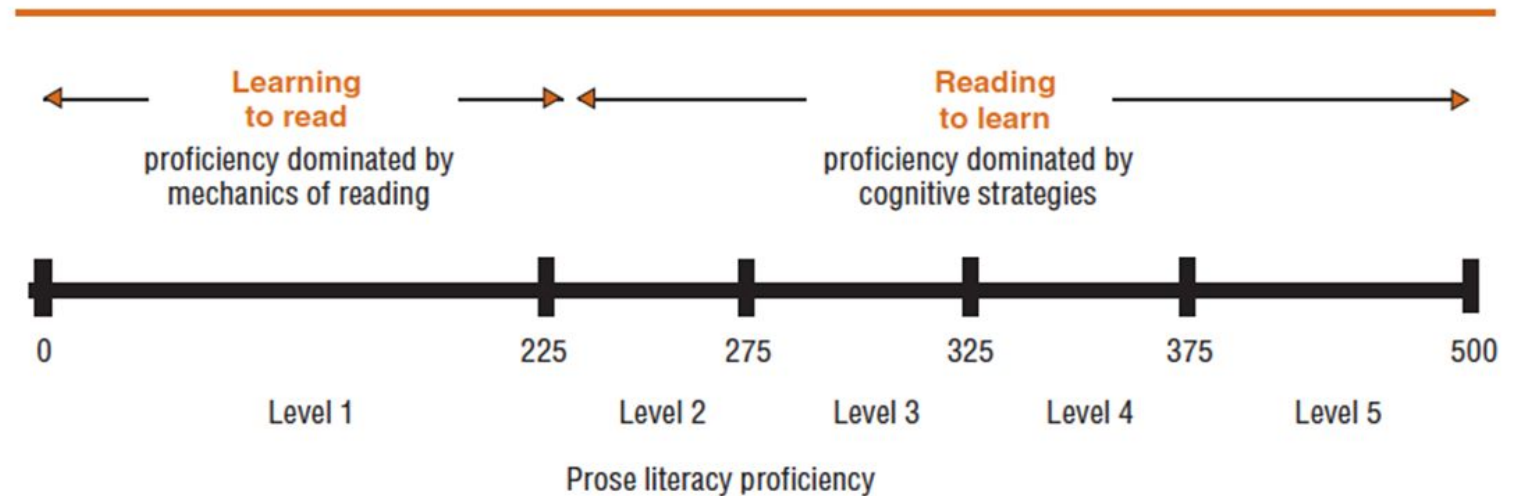 Learning
to read
proficiency dominated by
mechanics of reading
Reading
to learn
proficiency dominated by
cognitive strategies
0 225 275 325 375 500
Level 1 Level 2 Level 3 Level 4 Level 5
Prose literacy proficiency